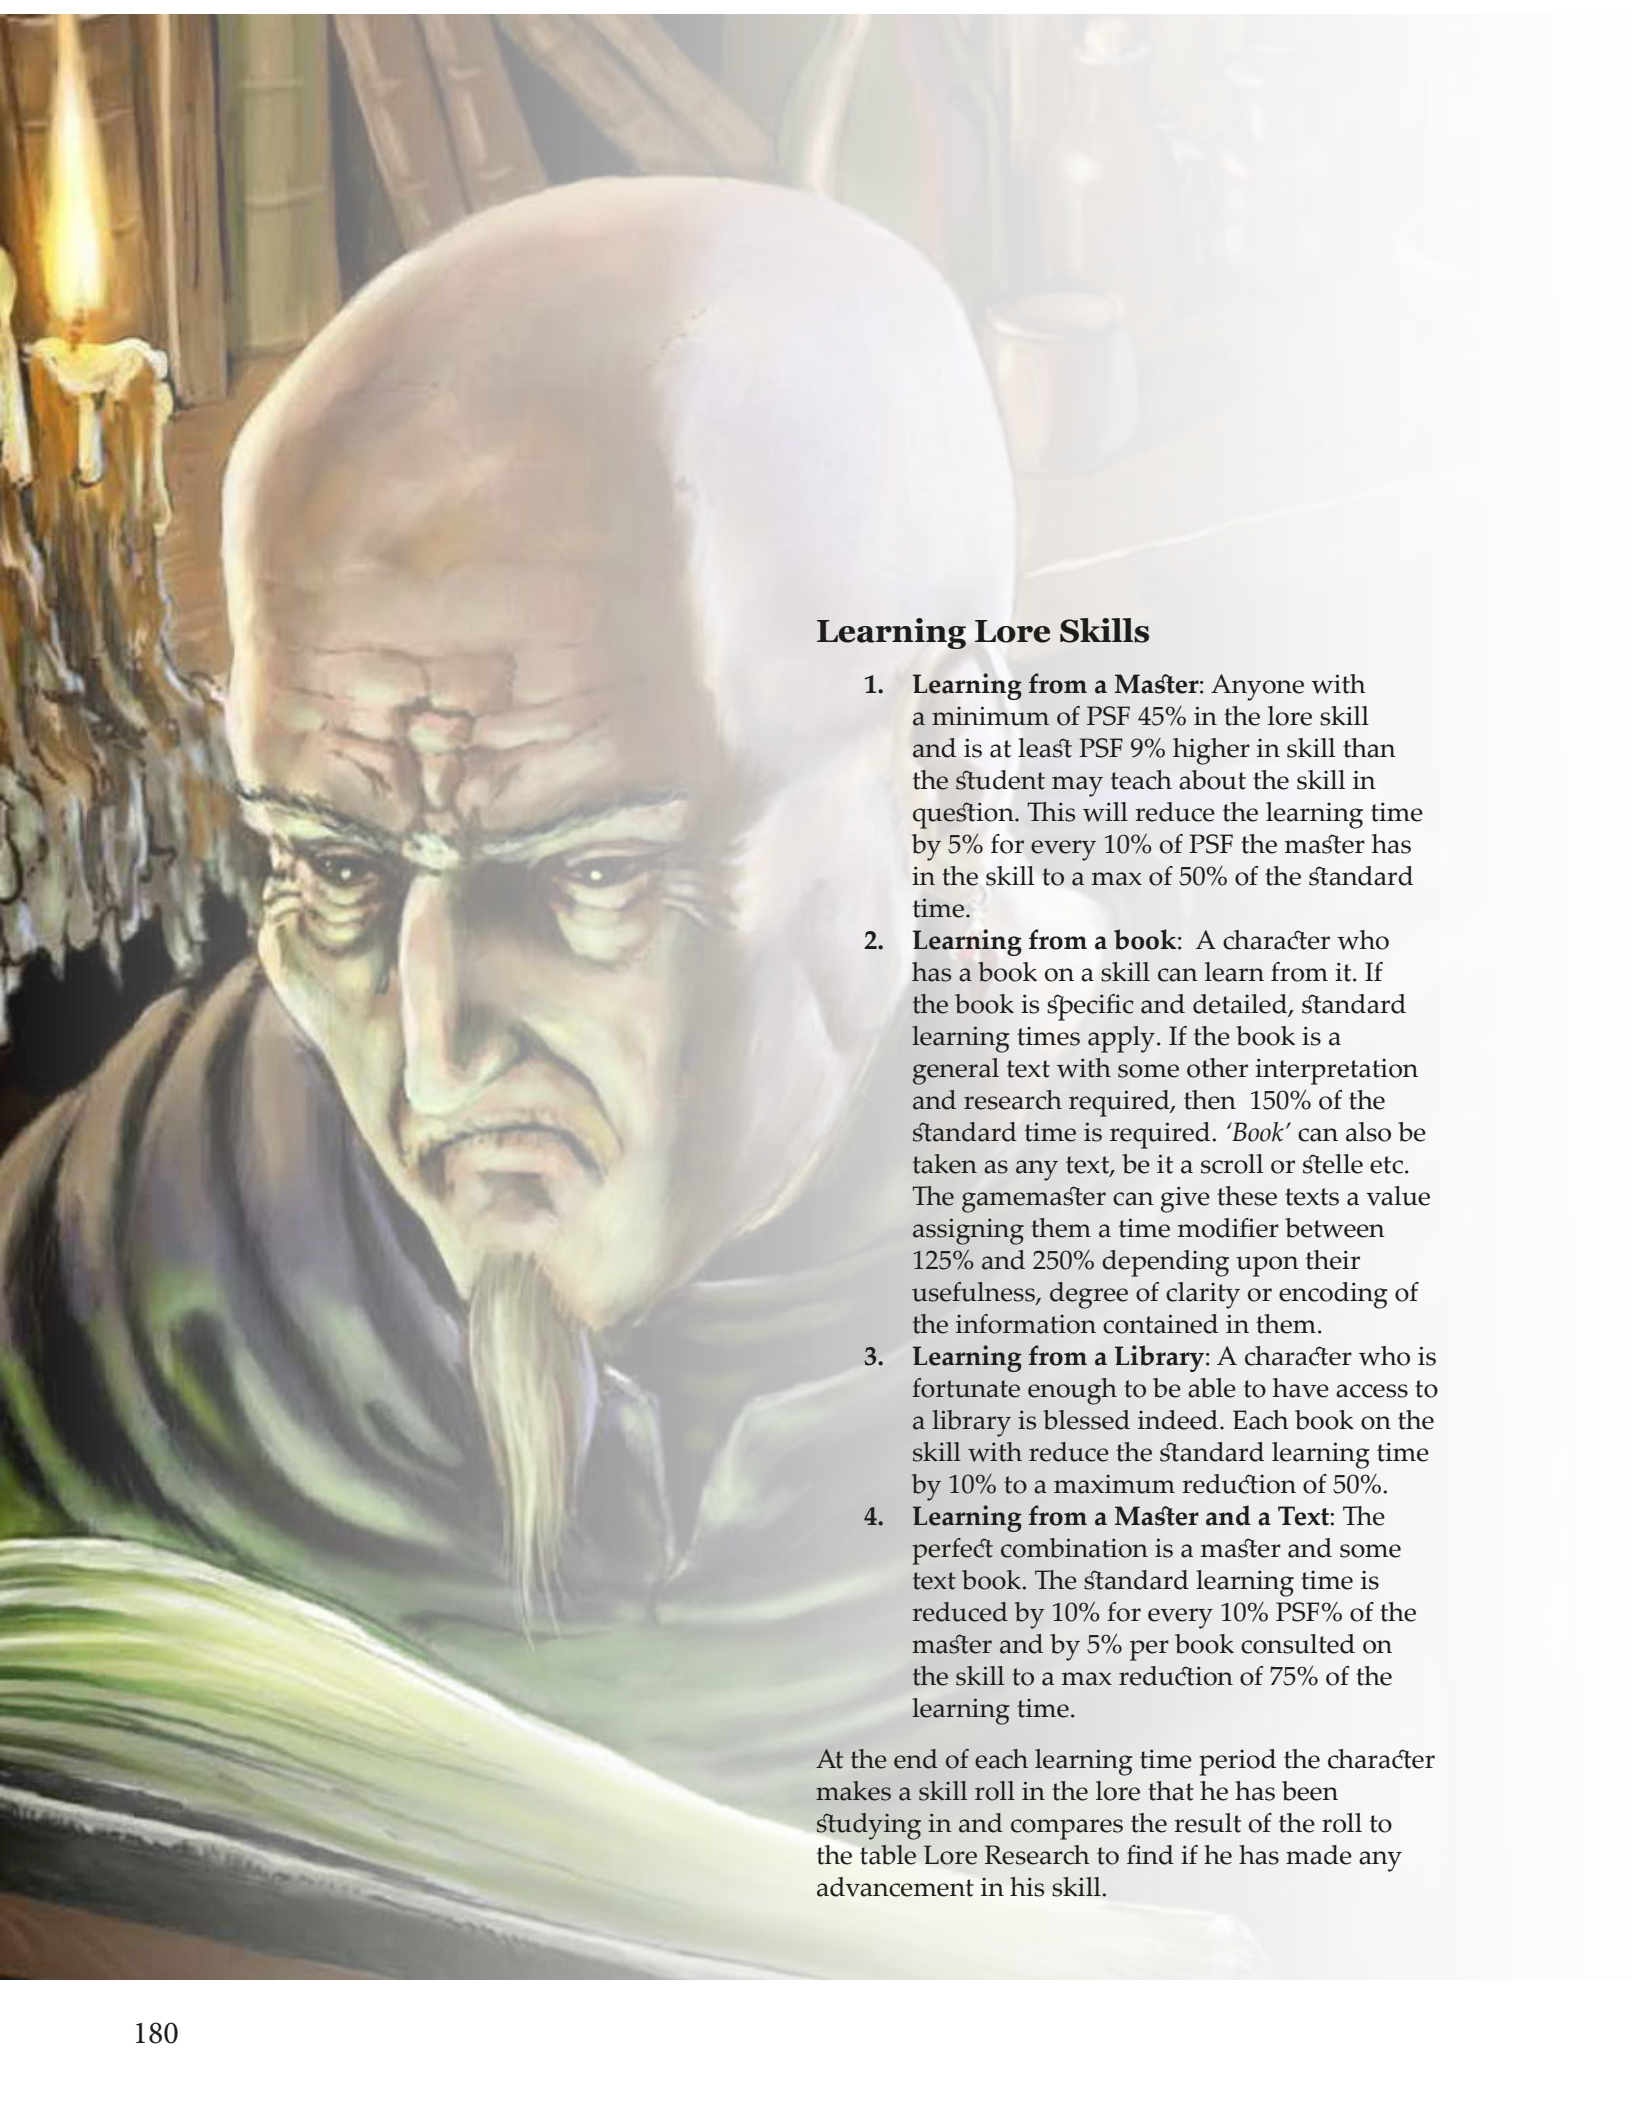 Learning Lore Skills
1. Learning from a Master: Anyone with
a minimum of PSF 45% in the lore skill
and is at least PSF 9% higher in skill than
the student may teach about the skill in
question. This will reduce the learning time
by 5% for every 10% of PSF the master has
in the skill to a max of 50% of the standard
time.
2. Learning from a book: A character who
has a book on a skill can learn from it. If
the book is specific and detailed, standard
learning times apply. If the book is a
general text with some other interpretation
and research required, then 150% of the
standard time is required. ‘Book’ can also be
taken as any text, be it a scroll or stelle etc.
The gamemaster can give these texts a value
assigning them a time modifier between
125% and 250% depending upon their
usefulness, degree of clarity or encoding of
the information contained in them.
3. Learning from a Library: A character who is
fortunate enough to be able to have access to
a library is blessed indeed. Each book on the
skill with reduce the standard learning time
by 10% to a maximum reduction of 50%.
4. Learning from a Master and a Text: The
perfect combination is a master and some
text book. The standard learning time is
reduced by 10% for every 10% PSF% of the
master and by 5% per book consulted on
the skill to a max reduction of 75% of the
learning time.
At the end of each learning time period the character
makes a skill roll in the lore that he has been
studying in and compares the result of the roll to
the table Lore Research to find if he has made any
advancement in his skill.
180